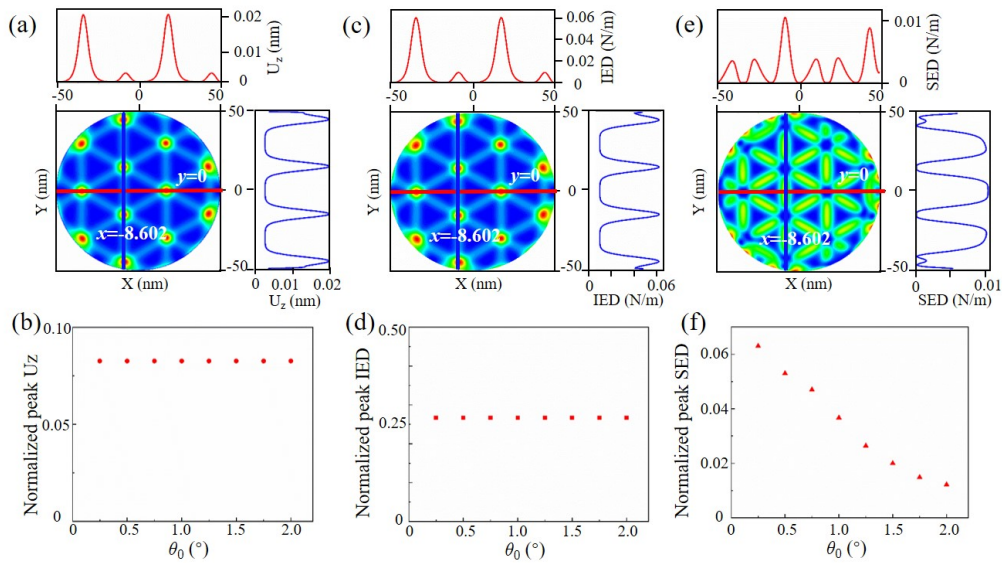 (a)
0.02
0.01
0
U_z (nm)
-50 0 50
50
0
-50
Y (nm)
y=0
x=-8.602
X (nm)
0 0.01 0.02
U_z (nm)
(c)
0.06
0.04
0.02
0.00
IED (N/m)
-50 0 50
50
0
-50
Y (nm)
y=0
x=-8.602
X (nm)
0 0.06
IED (N/m)
(e)
0.01
0
SED (N/m)
-50 0 50
50
0
-50
Y (nm)
y=0
x=-8.602
X (nm)
0 0.01
SED (N/m)
(b)
0.10
0.05
0
Normalized peak Uz
0 0.5 1.0 1.5 2.0
θ_0 (°)
(d)
0.50
0.25
0
Normalized peak IED
0 0.5 1.0 1.5 2.0
θ_0 (°)
(f)
0.06
0.04
0.02
0
Normalized peak SED
0 0.5 1.0 1.5 2.0
θ_0 (°)